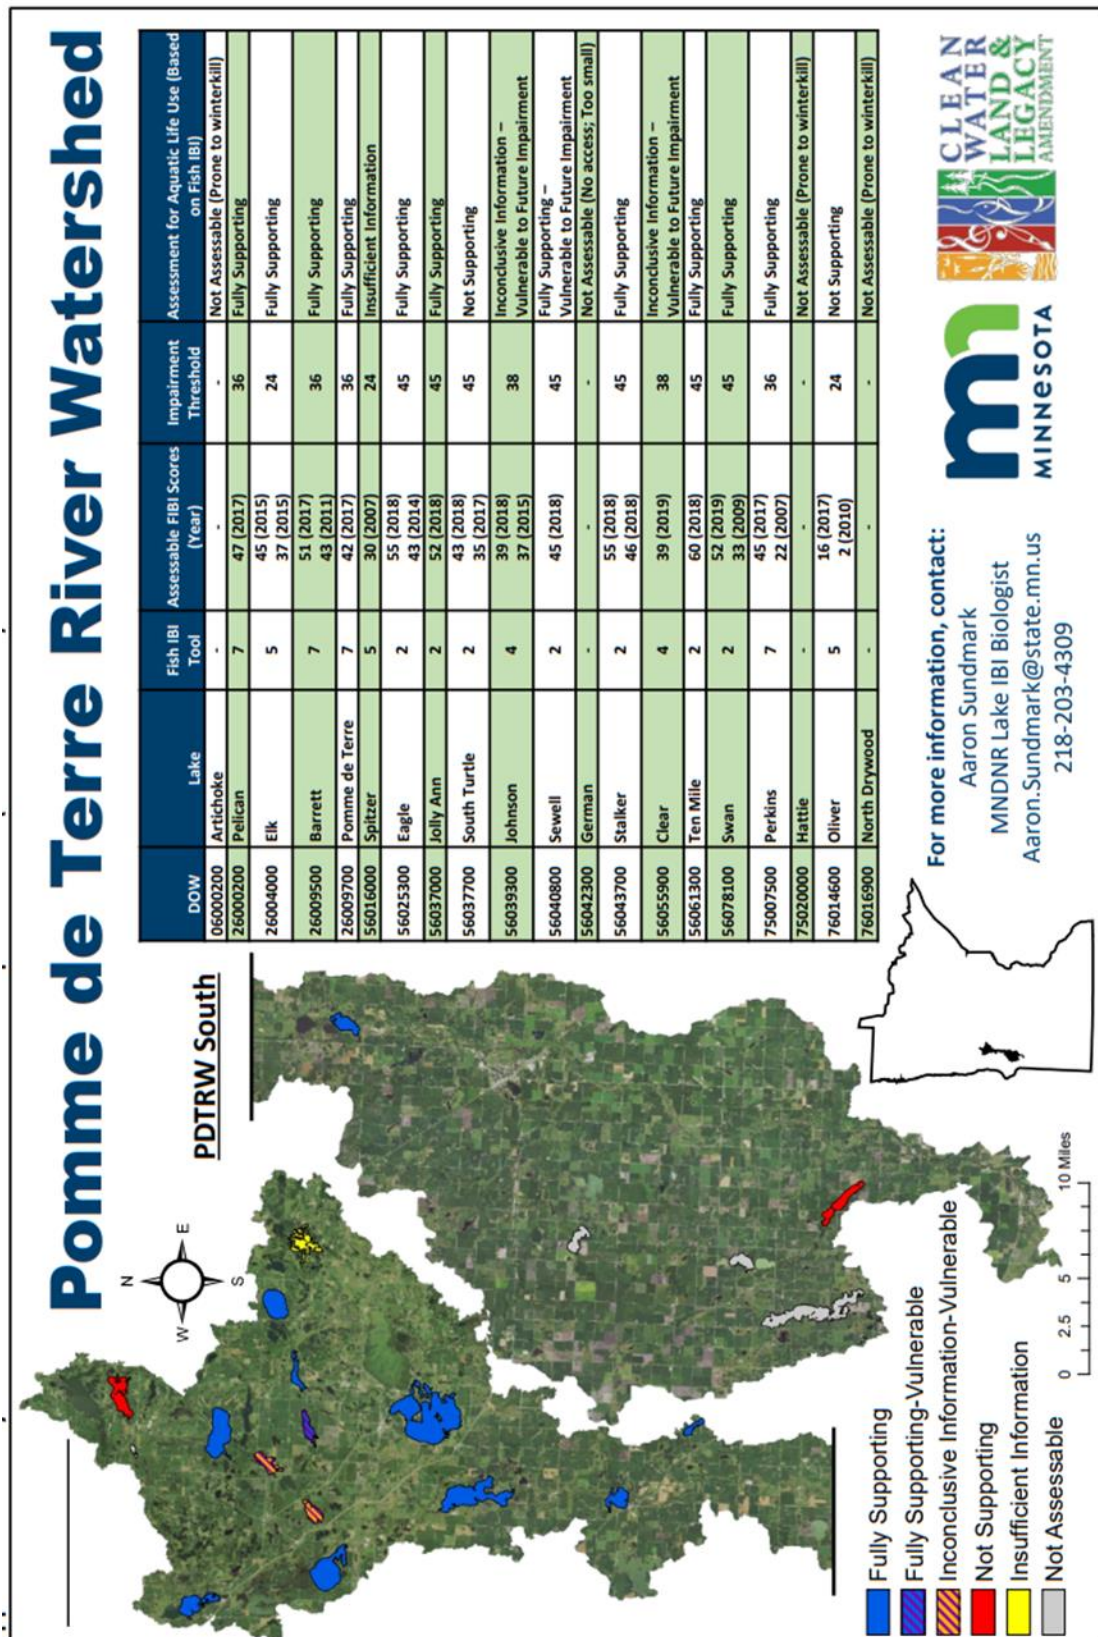 Pomme de Terre River Watershed
N
W
E
S
PDTRW South
DOW Lake Fish IBI Tool Assessable FIBI Scores (Year) Impairment Threshold Assessment for Aquatic Life Use (Based on Fish IBI)
06000200 Artichoke - - - Not Assessable (Prone to winterkill)
26000200 Pelican 7 47 (2017) 36 Fully Supporting
26004000 Elk 5 45 (2015) 37 (2015) 24 Fully Supporting
26009500 Barrett 7 51 (2017) 43 (2011) 36 Fully Supporting
26009700 Pomme de Terre 7 42 (2017) 36 Fully Supporting
56016000 Spitzer 5 30 (2007) 24 Insufficient Information
56025300 Eagle 2 55 (2018) 43 (2014) 45 Fully Supporting
56037000 Jolly Ann 2 52 (2018) 45 Fully Supporting
56037700 South Turtle 2 43 (2018) 35 (2017) 45 Not Supporting
56039300 Johnson 4 39 (2018) 37 (2015) 38 Inconclusive Information – Vulnerable to Future Impairment
56040800 Sewell 2 45 (2018) 45 Fully Supporting – Vulnerable to Future Impairment
56042300 German - - - Not Assessable (No access; Too small)
56043700 Stalker 2 55 (2018) 46 (2018) 45 Fully Supporting
56055900 Clear 4 39 (2019) 38 Inconclusive Information – Vulnerable to Future Impairment
56061300 Ten Mile 2 60 (2018) 45 Fully Supporting
56078100 Swan 2 52 (2019) 33 (2009) 45 Fully Supporting
75007500 Perkins 7 45 (2017) 22 (2007) 36 Fully Supporting
75020000 Hattie - - - Not Assessable (Prone to winterkill)
76014600 Oliver 5 16 (2017) 2 (2010) 24 Not Supporting
76016900 North Drywood - - - Not Assessable (Prone to winterkill)
Fully Supporting
Fully Supporting-Vulnerable
Inconclusive Information-Vulnerable
Not Supporting
Insufficient Information
Not Assessable
0 2.5 5 10 Miles
For more information, contact:
Aaron Sundmark
MNDNR Lake IBI Biologist
Aaron.Sundmark@state.mn.us
218-203-4309
mn
MINNESOTA
CLEAN
WATER
LAND &
LEGACY
AMENDMENT